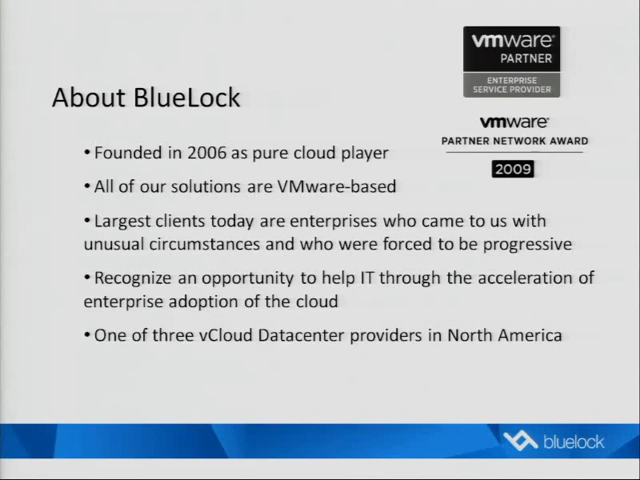 vmware
PARTNER
ENTERPRISE
SERVICE PROVIDER
About BlueLock
vmware
PARTNER NETWORK AWARD
2009
• Founded in 2006 as pure cloud player
• All of our solutions are VMware-based
• Largest clients today are enterprises who came to us with
unusual circumstances and who were forced to be progressive
• Recognize an opportunity to help IT through the acceleration of
enterprise adoption of the cloud
• One of three vCloud Datacenter providers in North America
bluelock